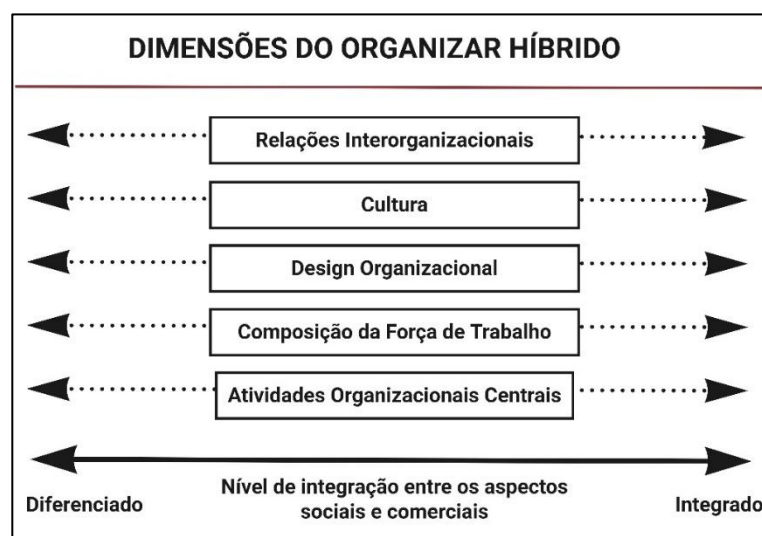 DIMENSÕES DO ORGANIZAR HÍBRIDO
Relações Interorganizacionais
Cultura
Design Organizacional
Composição da Força de Trabalho
Atividades Organizacionais Centrais
Nível de integração entre os aspectos
sociais e comerciais
Diferenciado
Integrado